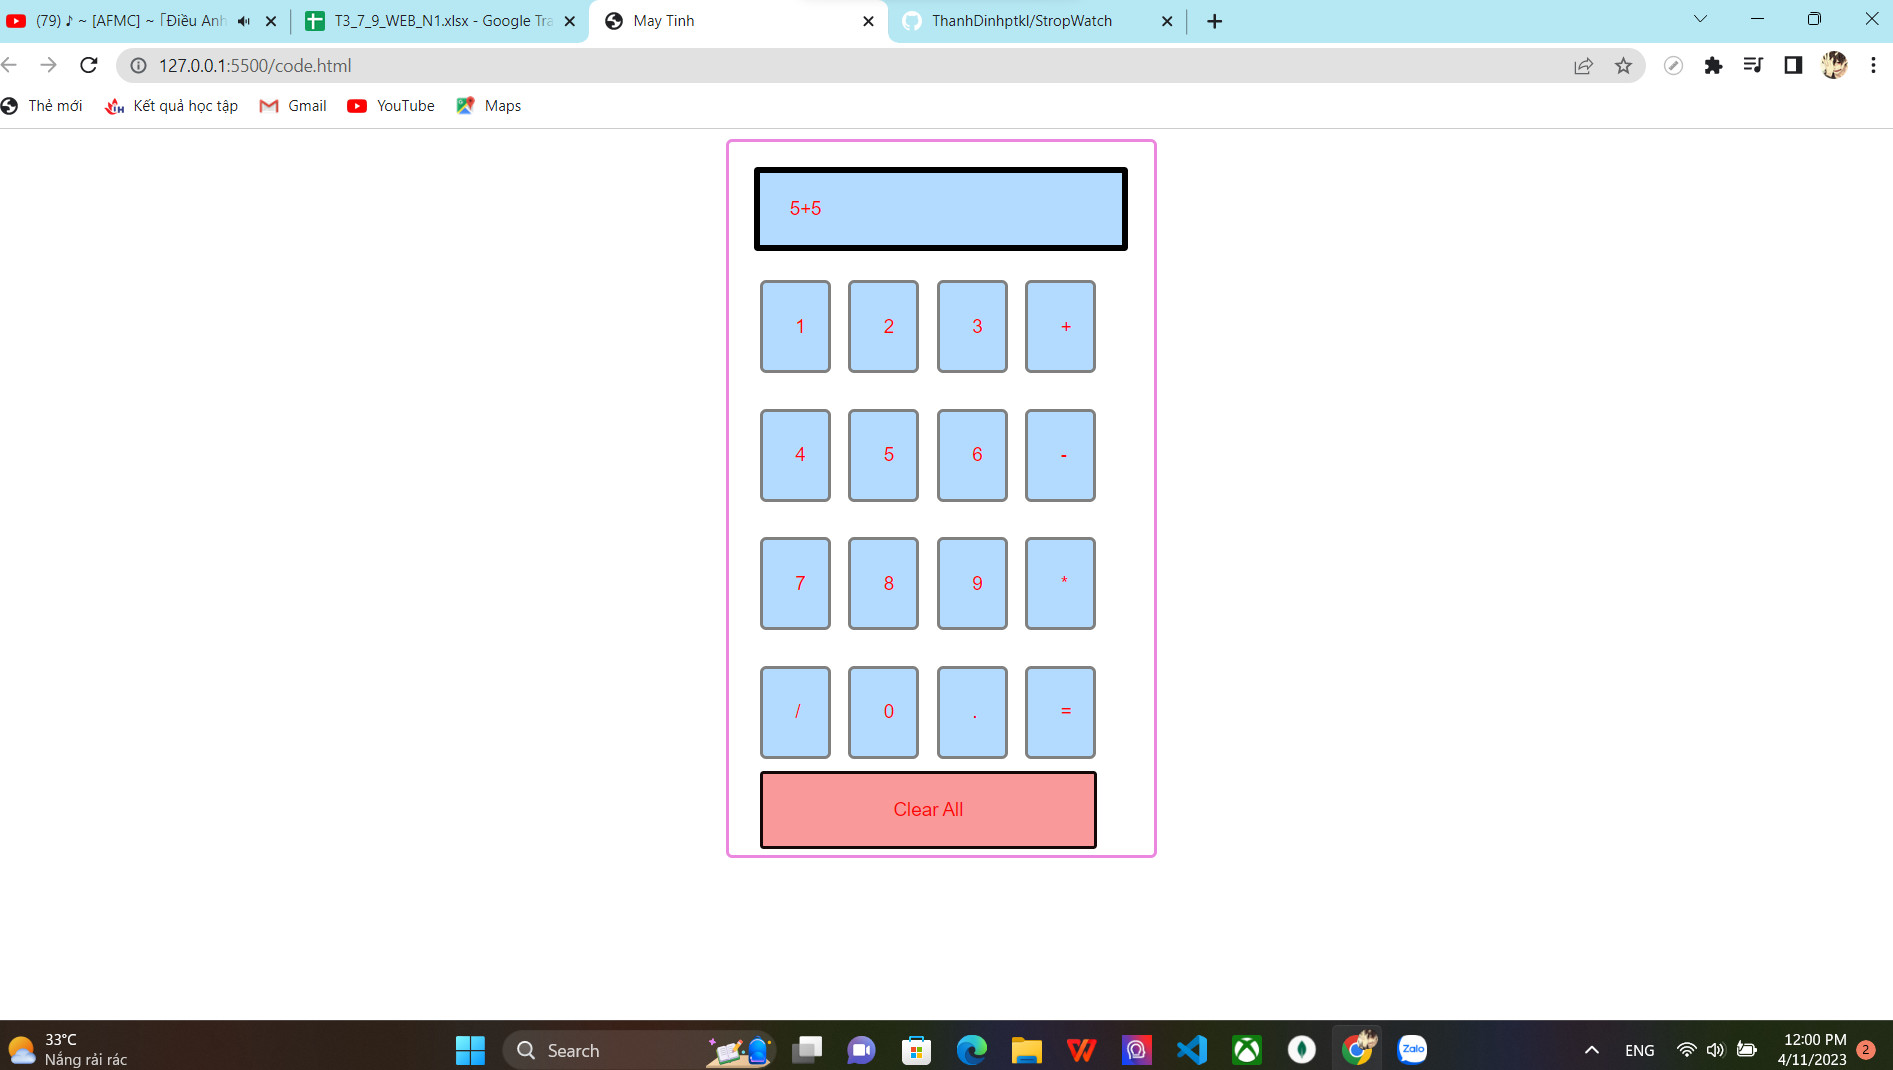 (79) ♪ ~ [AFMC] ~ 「Điều Anh
T3_7_9_WEB_N1.xlsx - Google Tra
May Tinh
ThanhDinhptkl/StropWatch
127.0.0.1:5500/code.html
Thẻ mới
Kết quả học tập
Gmail
YouTube
Maps
5+5
1 2 3 +
4 5 6 -
7 8 9 *
/ 0 . =
Clear All
33°C
Nắng rải rác
Search
Zalo
ENG
12:00 PM
4/11/2023
2